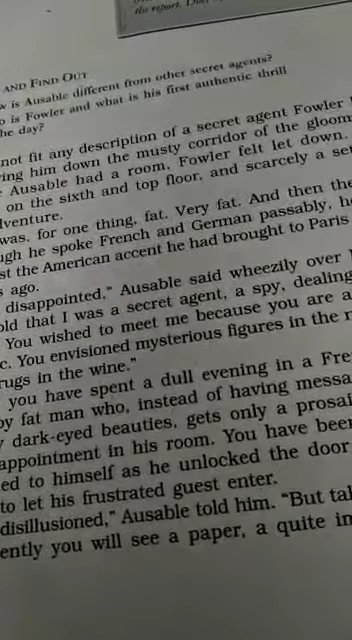 the report.
AND FIND OUT
w is Ausable different from other secret agents?
o is Fowler and what is his first authentic thrill
he day?
not fit any description of a secret agent Fowler
ing him down the musty corridor of the gloom
Ausable had a room, Fowler felt let down.
on the sixth and top floor, and scarcely a se
lventure.
was, for one thing, fat. Very fat. And then the
ugh he spoke French and German passably, h
st the American accent he had brought to Paris
s ago.
disappointed," Ausable said wheezily over
old that I was a secret agent, a spy, dealing
You wished to meet me because you are a
c. You envisioned mysterious figures in the n
rugs in the wine."
you have spent a dull evening in a Fre
py fat man who, instead of having messa
y dark-eyed beauties, gets only a prosai
appointment in his room. You have been
ed to himself as he unlocked the door
to let his frustrated guest enter.
disillusioned," Ausable told him. "But tal
ently you will see a paper, a quite im